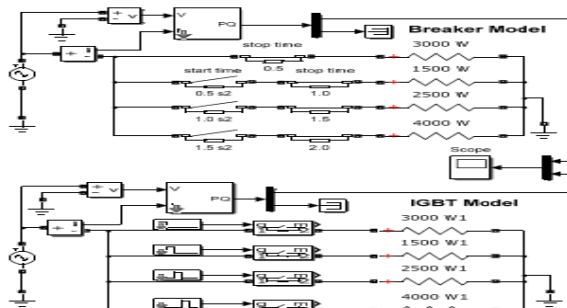 V
PQ
Breaker Model
stop time
3000 W
0.5
start time
stop time
1500 W
0.5 s2
1.0
2500 W
1.0 s2
1.5
4000 W
1.5 s2
2.0
Scope
V
PQ
IGBT Model
3000 W1
1500 W1
2500 W1
4000 W1